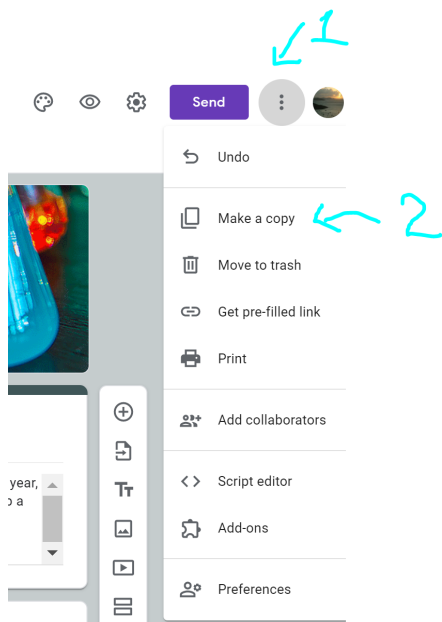 1
Send
Undo
Make a copy
2
Move to trash
Get pre-filled link
Print
Add collaborators
year,
o a
Script editor
Tt
Add-ons
Preferences